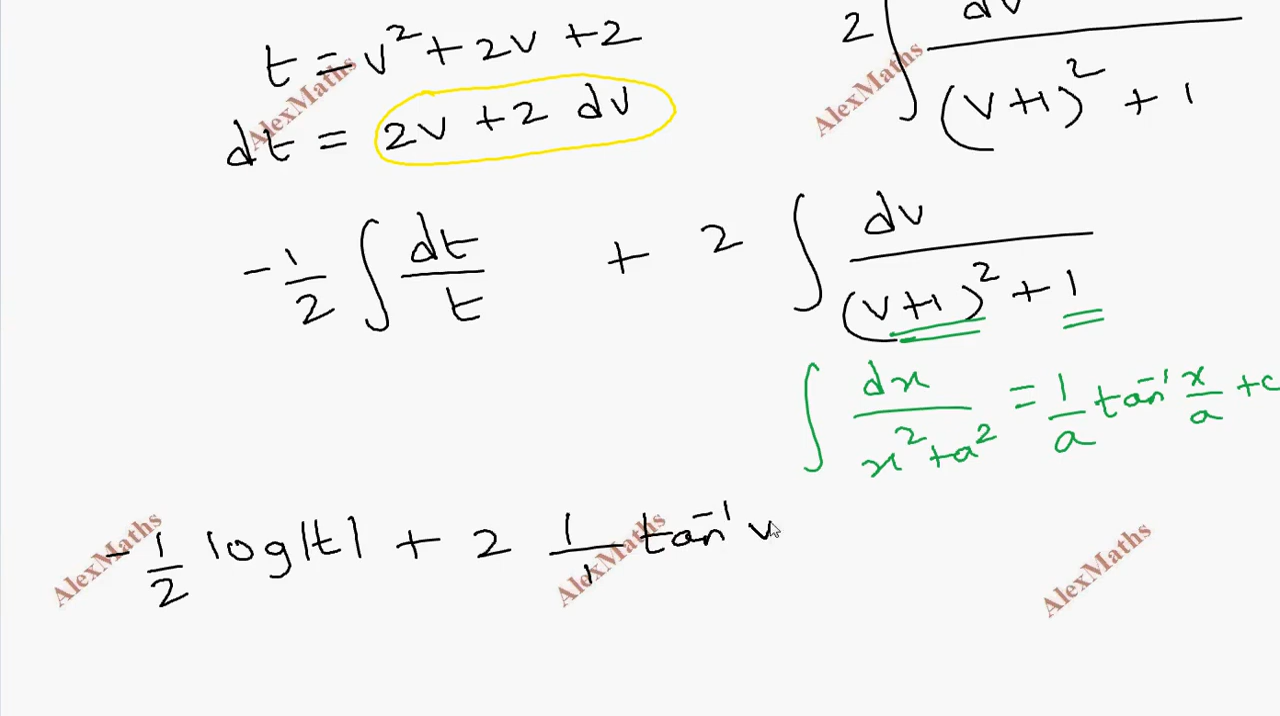 t = v² + 2v + 2
2 ∫ dv / (v+1)² + 1
dt = 2v + 2 dv
-1/2 ∫ dt/t + 2 ∫ dv / (v+1)² + 1
∫ dx / x² + a² = 1/a tan⁻¹ x/a + c
-1/2 log|t| + 2 1/1 tan⁻¹ v
AlexMaths
AlexMaths
AlexMaths
AlexMaths
AlexMaths